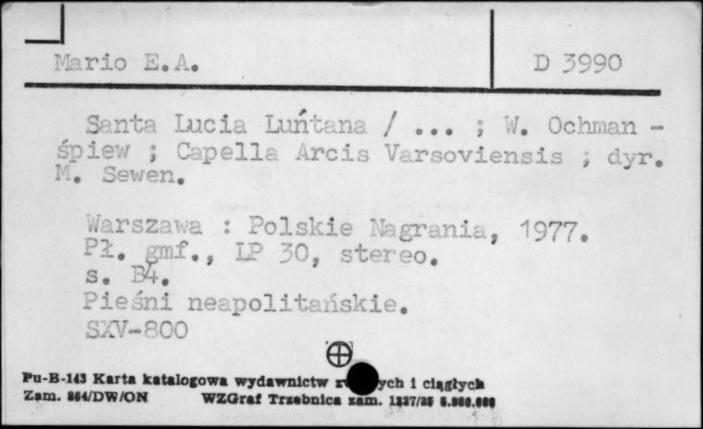 Mario E.A.
D 3990
Santa Lucia Luńtana / ... ; W. Ochman -
śpiew ; Capella Arcis Varsoviensis ; dyr.
M. Sewen.
Warszawa : Polskie Nagrania, 1977.
Pł. gmf., LP 30, stereo.
s. B4.
Pieśni neapolitańskie.
SXV-800
Pu-B-143 Karta katalogowa wydawnictw i ciągłych
Zam. 864/DW/ON WZGraf Trzebnica zam.